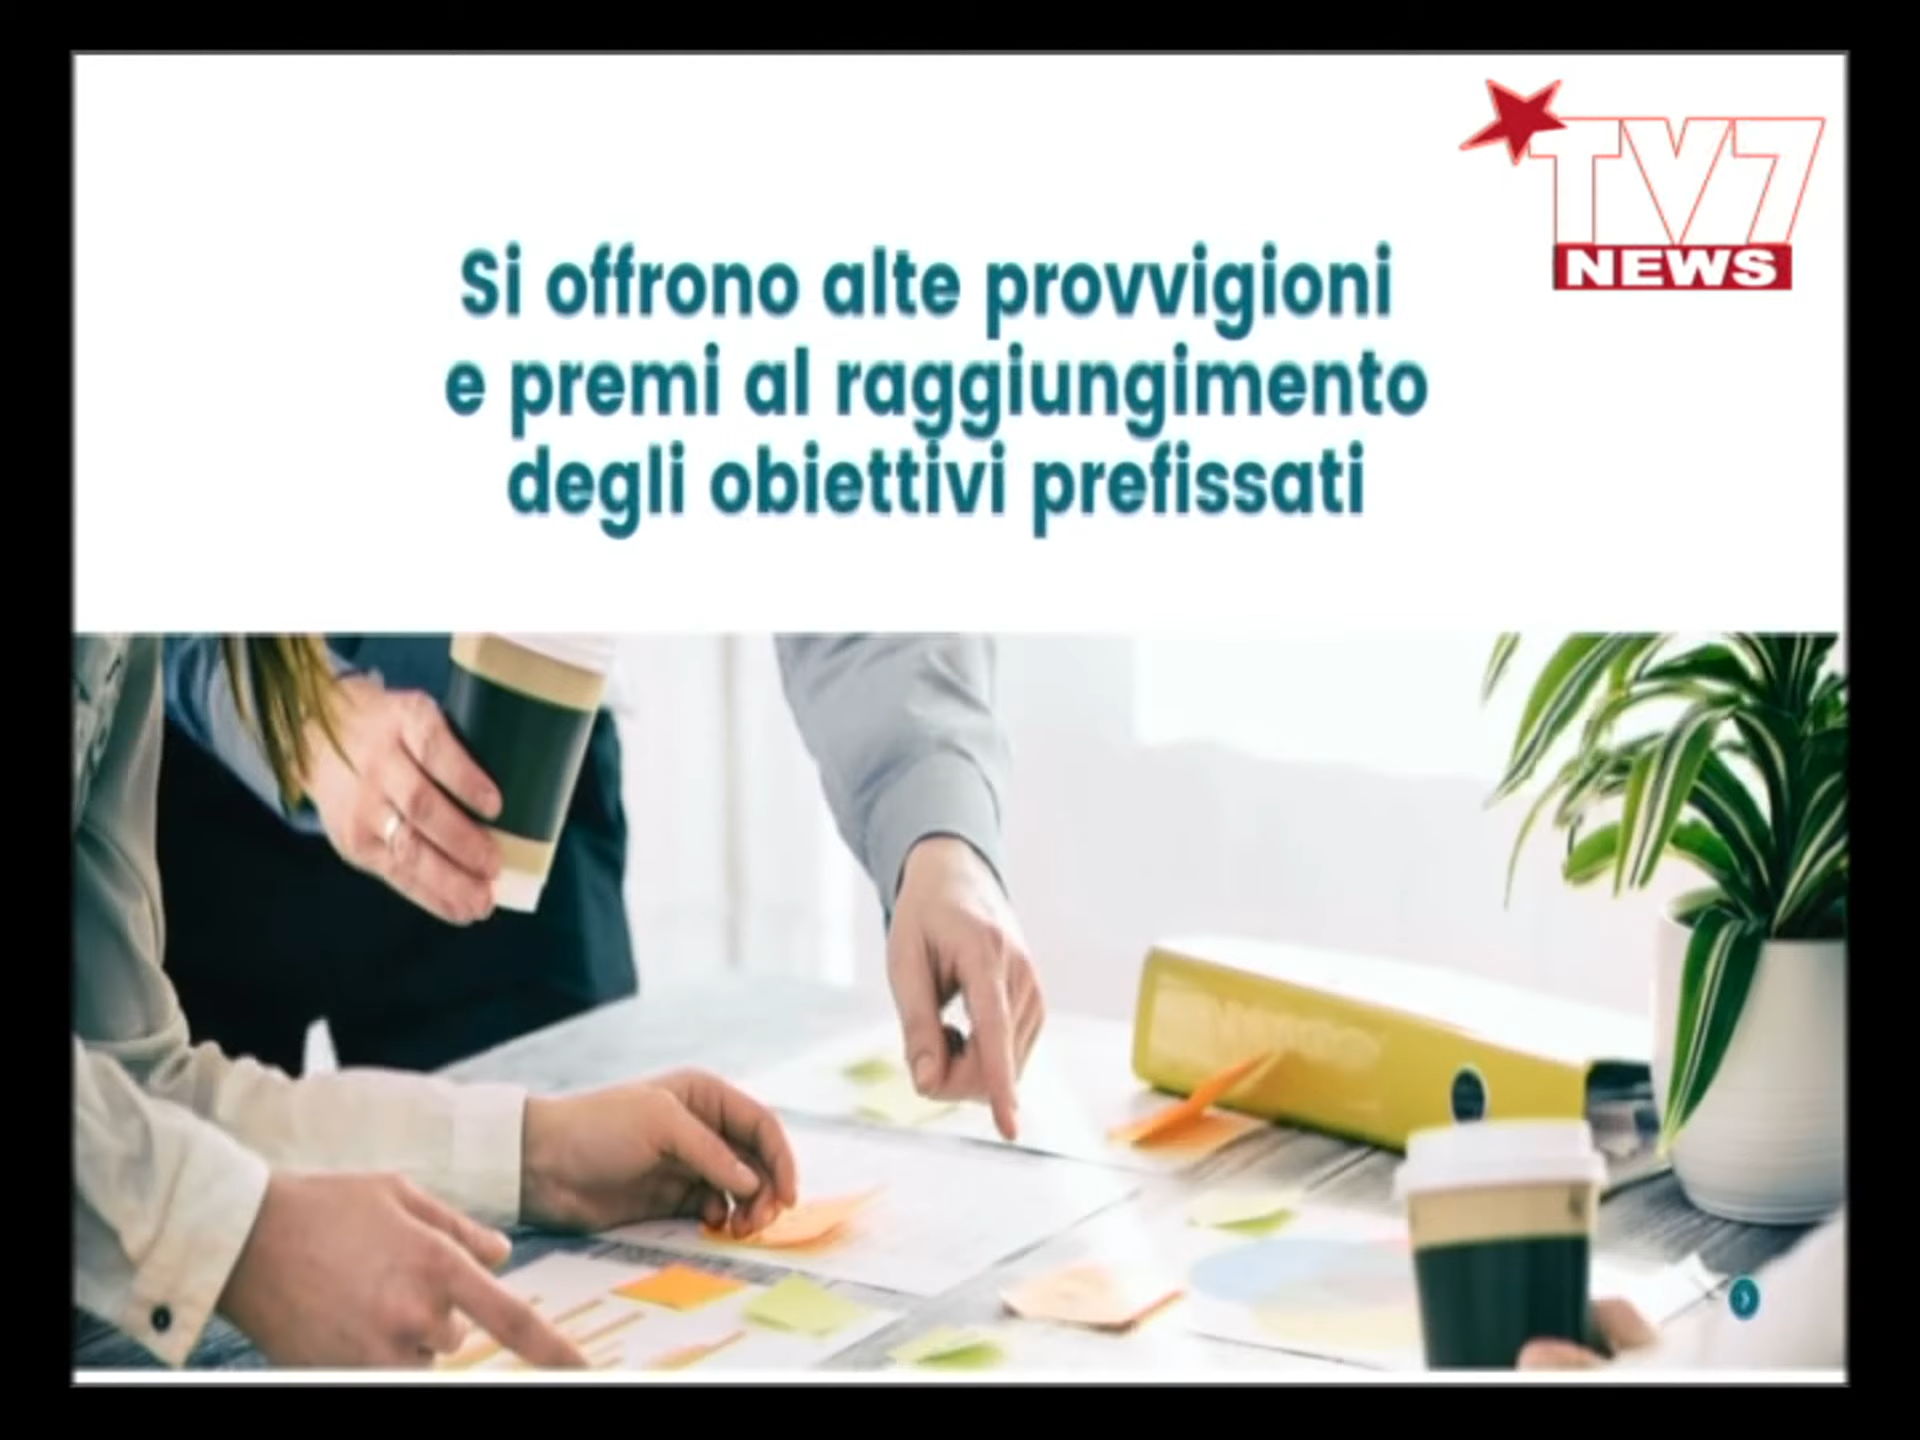 TV7
NEWS
Si offrono alte provvigioni
e premi al raggiungimento
degli obiettivi prefissati